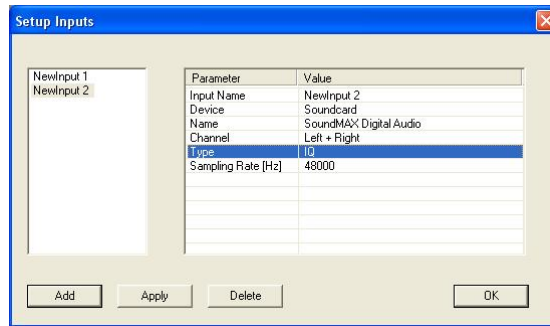 Setup Inputs
NewInput 1
NewInput 2
Parameter Value
Input Name NewInput 2
Device Soundcard
Name SoundMAX Digital Audio
Channel Left + Right
Type IQ
Sampling Rate [Hz] 48000
Add Apply Delete OK